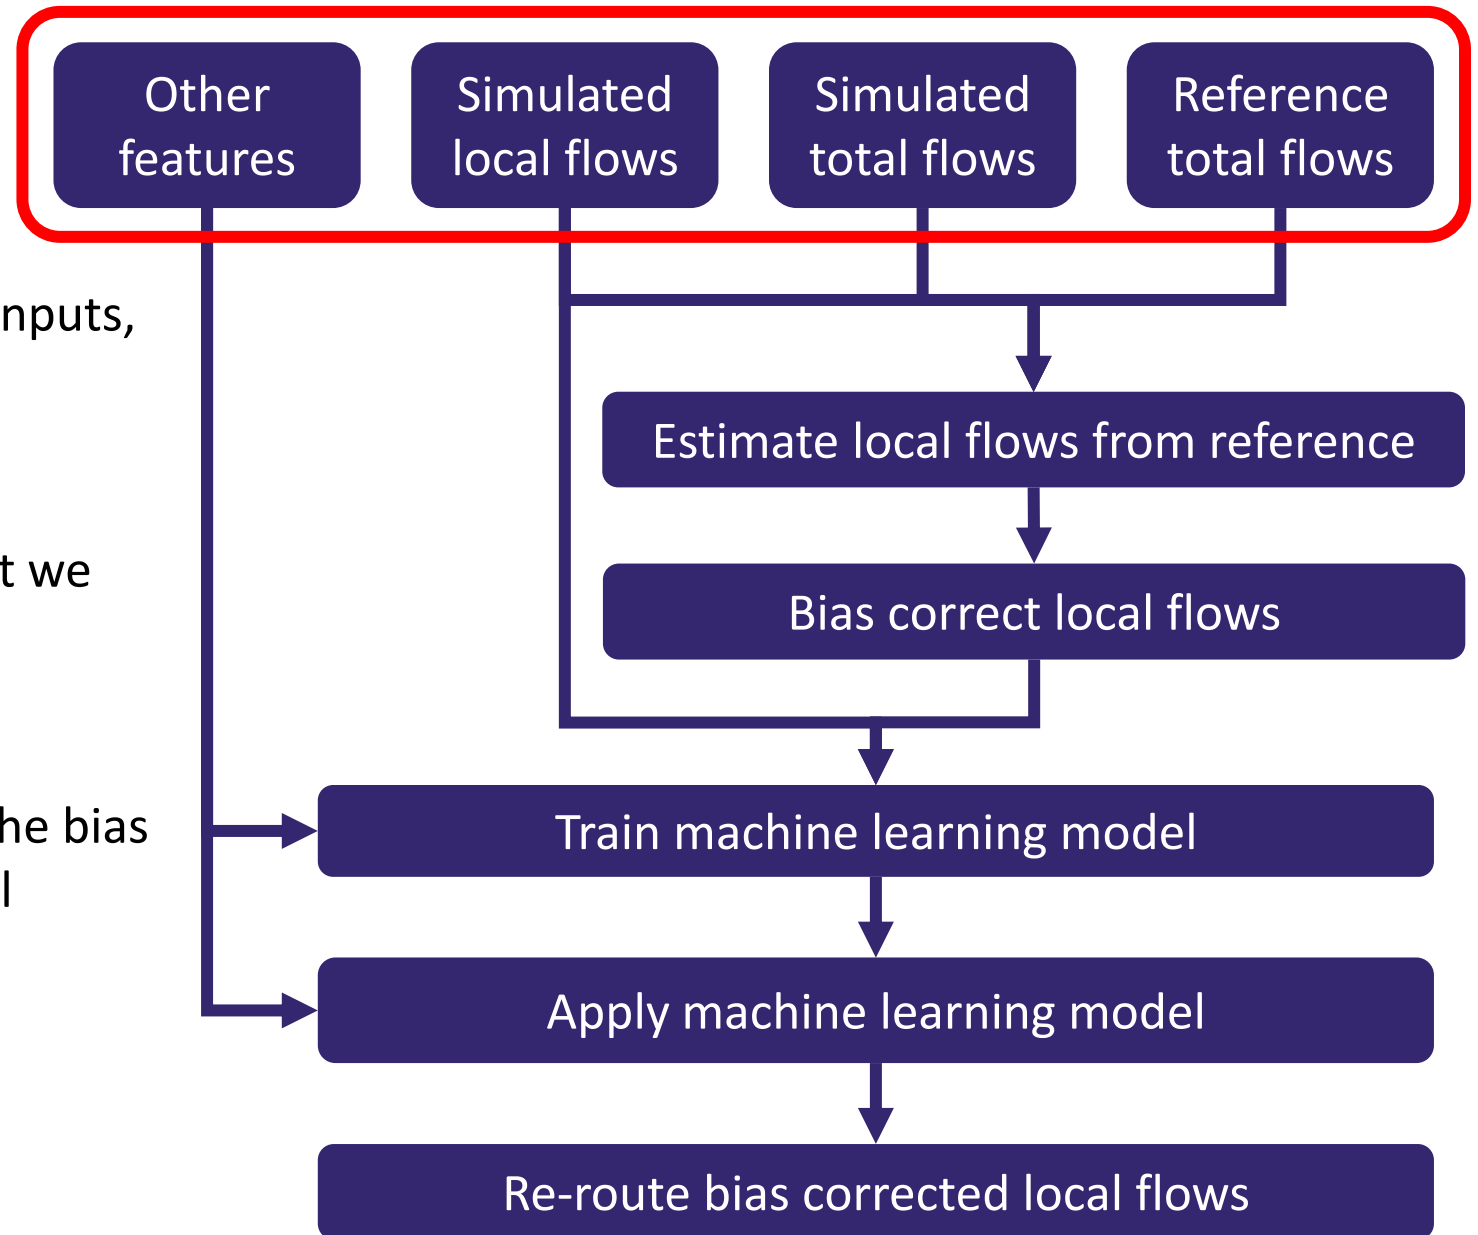 Other
features
Simulated
local flows
Simulated
total flows
Reference
total flows
nputs,
Estimate local flows from reference
t we
Bias correct local flows
he bias
l
Train machine learning model
Apply machine learning model
Re-route bias corrected local flows